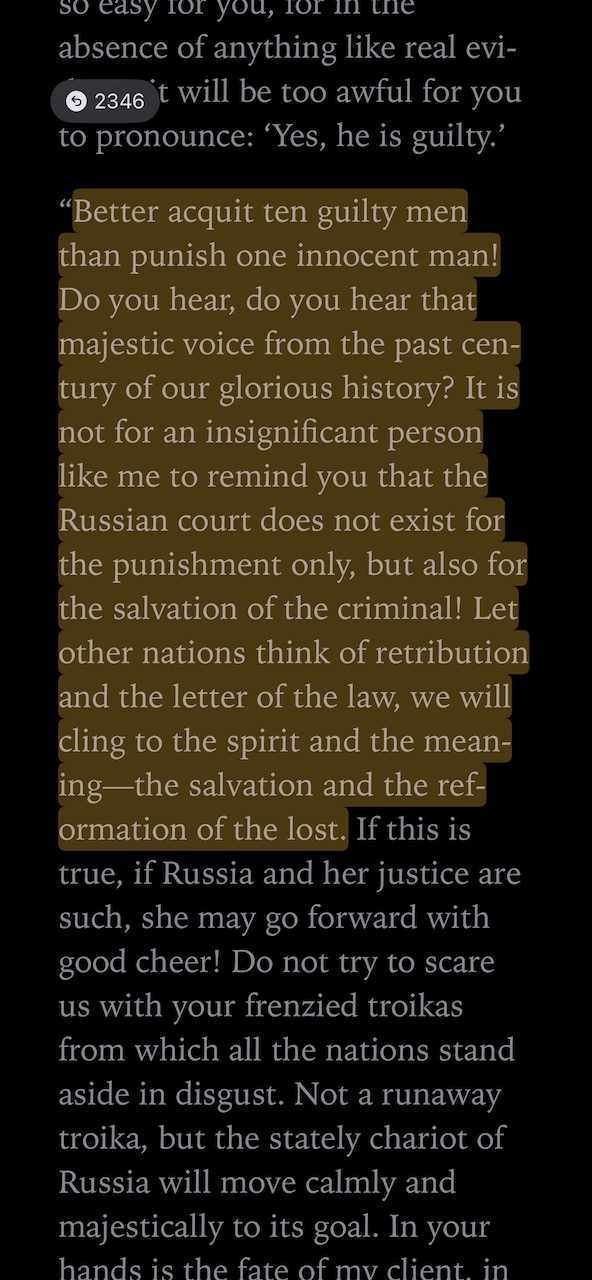 so easy for you, for in the
absence of anything like real evi-
2346
it will be too awful for you
to pronounce: ‘Yes, he is guilty.’
“Better acquit ten guilty men
than punish one innocent man!
Do you hear, do you hear that
majestic voice from the past cen-
tury of our glorious history? It is
not for an insignificant person
like me to remind you that the
Russian court does not exist for
the punishment only, but also for
the salvation of the criminal! Let
other nations think of retribution
and the letter of the law, we will
cling to the spirit and the mean-
ing—the salvation and the ref-
ormation of the lost. If this is
true, if Russia and her justice are
such, she may go forward with
good cheer! Do not try to scare
us with your frenzied troikas
from which all the nations stand
aside in disgust. Not a runaway
troika, but the stately chariot of
Russia will move calmly and
majestically to its goal. In your
hands is the fate of my client, in